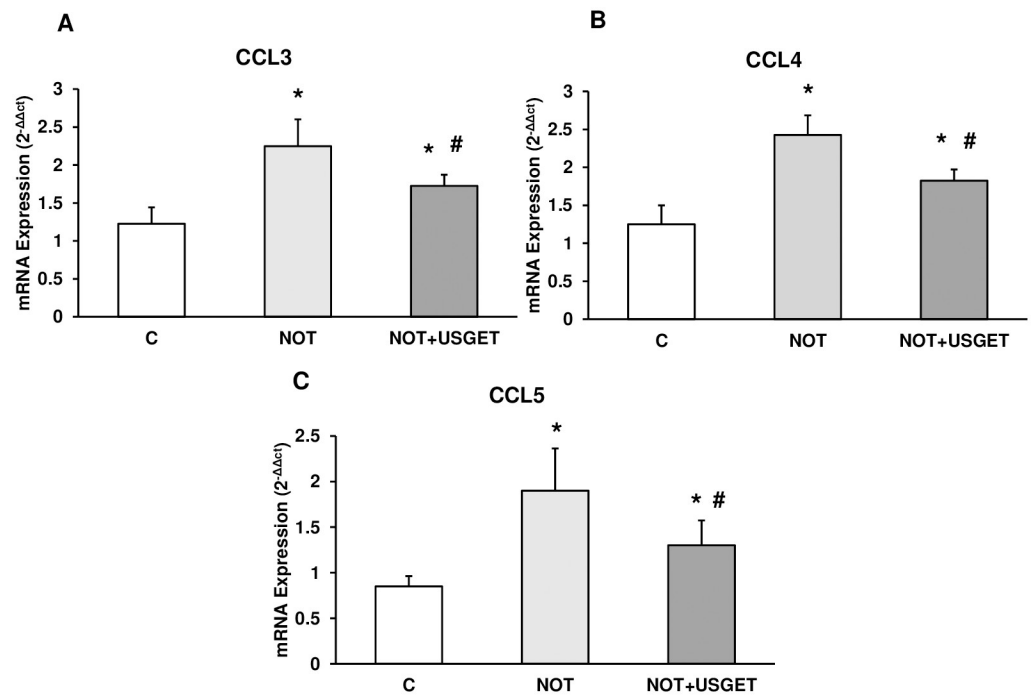 A
CCL3
mRNA Expression (2-ΔΔct)
3
2.5
2
1.5
1
0.5
0
*
* #
C NOT NOT+USGET
B
CCL4
mRNA Expression (2-ΔΔct)
3
2.5
2
1.5
1
0.5
0
*
* #
C NOT NOT+USGET
C
CCL5
mRNA Expression (2-ΔΔct)
2.5
2
1.5
1
0.5
0
*
* #
C NOT NOT+USGET